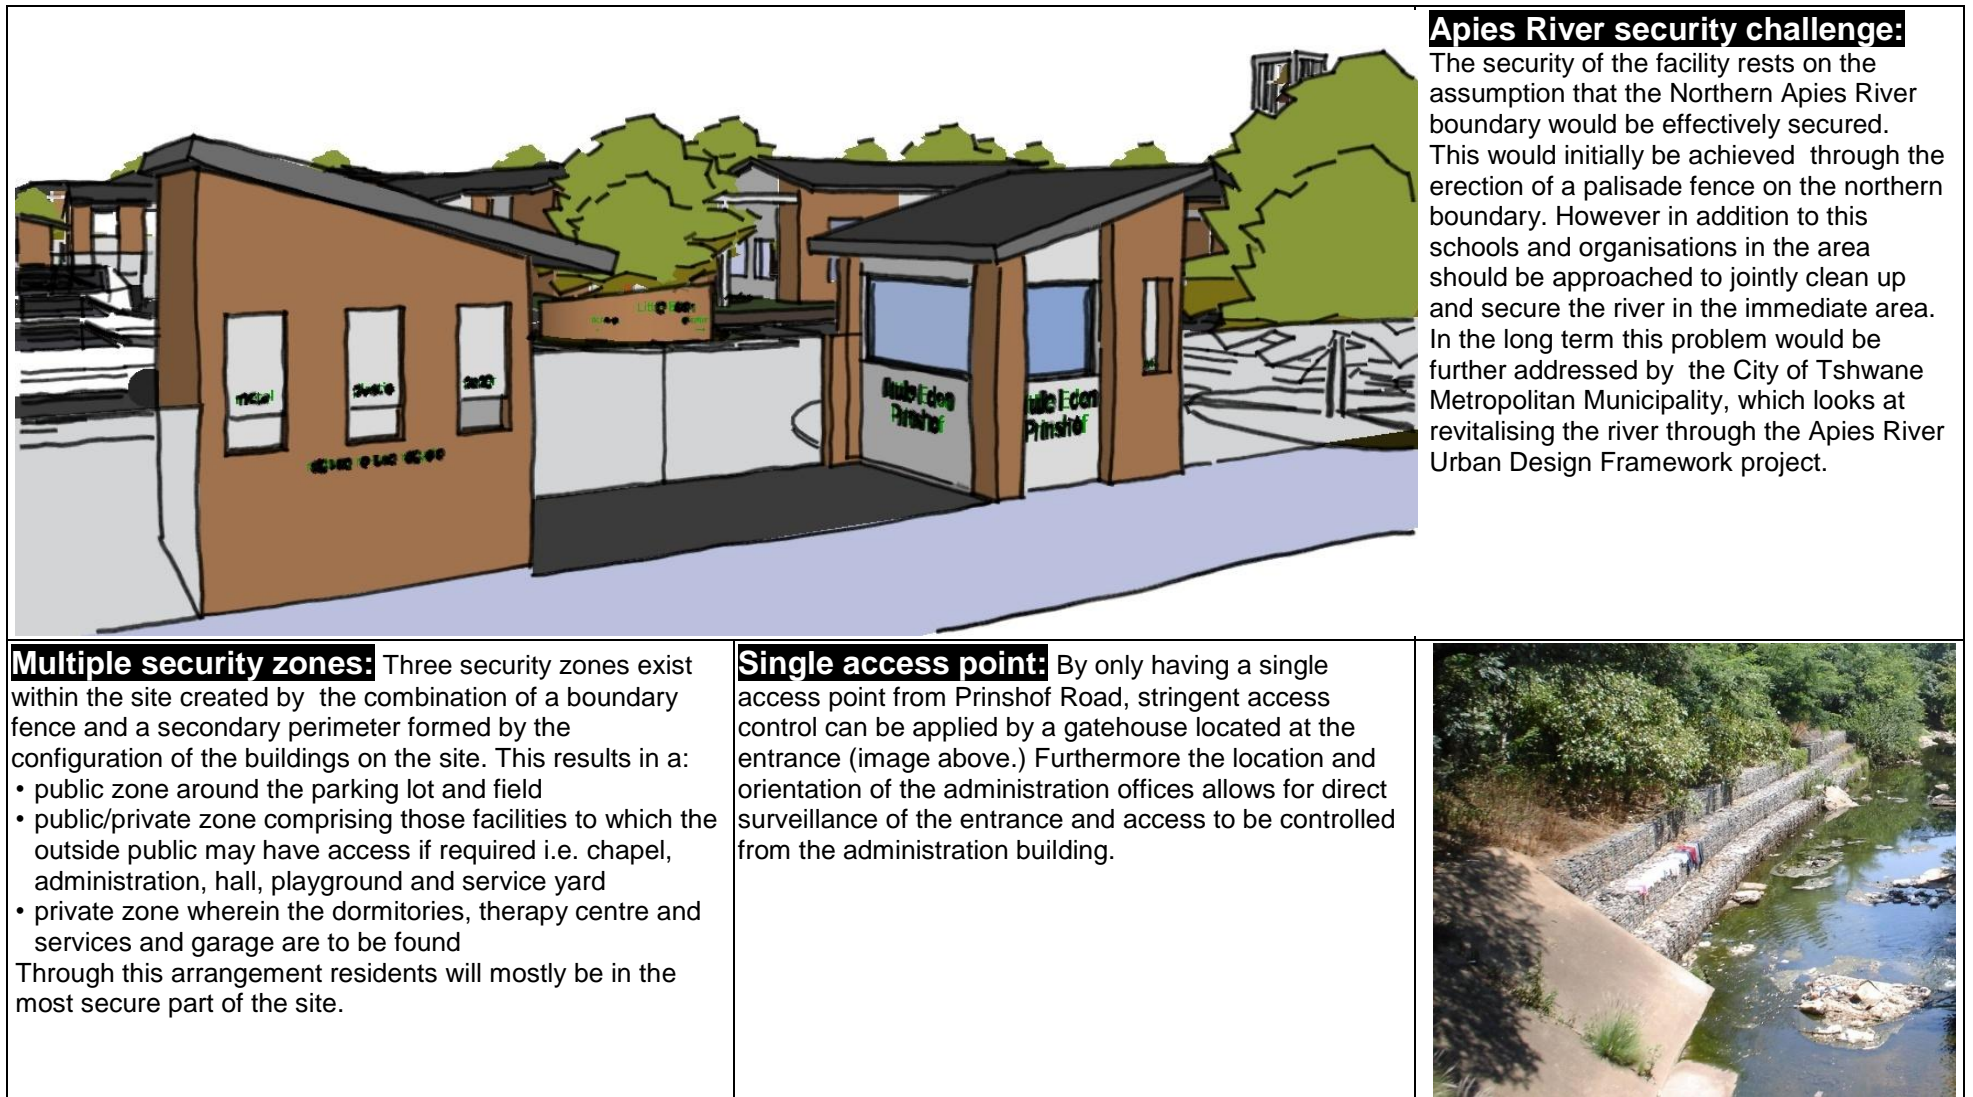 Little Eden
Prinshof
Little Eden
Prinshof
Apies River security challenge:
The security of the facility rests on the
assumption that the Northern Apies River
boundary would be effectively secured.
This would initially be achieved through the
erection of a palisade fence on the northern
boundary. However in addition to this
schools and organisations in the area
should be approached to jointly clean up
and secure the river in the immediate area.
In the long term this problem would be
further addressed by the City of Tshwane
Metropolitan Municipality, which looks at
revitalising the river through the Apies River
Urban Design Framework project.
Multiple security zones: Three security zones exist
within the site created by the combination of a boundary
fence and a secondary perimeter formed by the
configuration of the buildings on the site. This results in a:
• public zone around the parking lot and field
• public/private zone comprising those facilities to which the
outside public may have access if required i.e. chapel,
administration, hall, playground and service yard
• private zone wherein the dormitories, therapy centre and
services and garage are to be found
Through this arrangement residents will mostly be in the
most secure part of the site.
Single access point: By only having a single
access point from Prinshof Road, stringent access
control can be applied by a gatehouse located at the
entrance (image above.) Furthermore the location and
orientation of the administration offices allows for direct
surveillance of the entrance and access to be controlled
from the administration building.